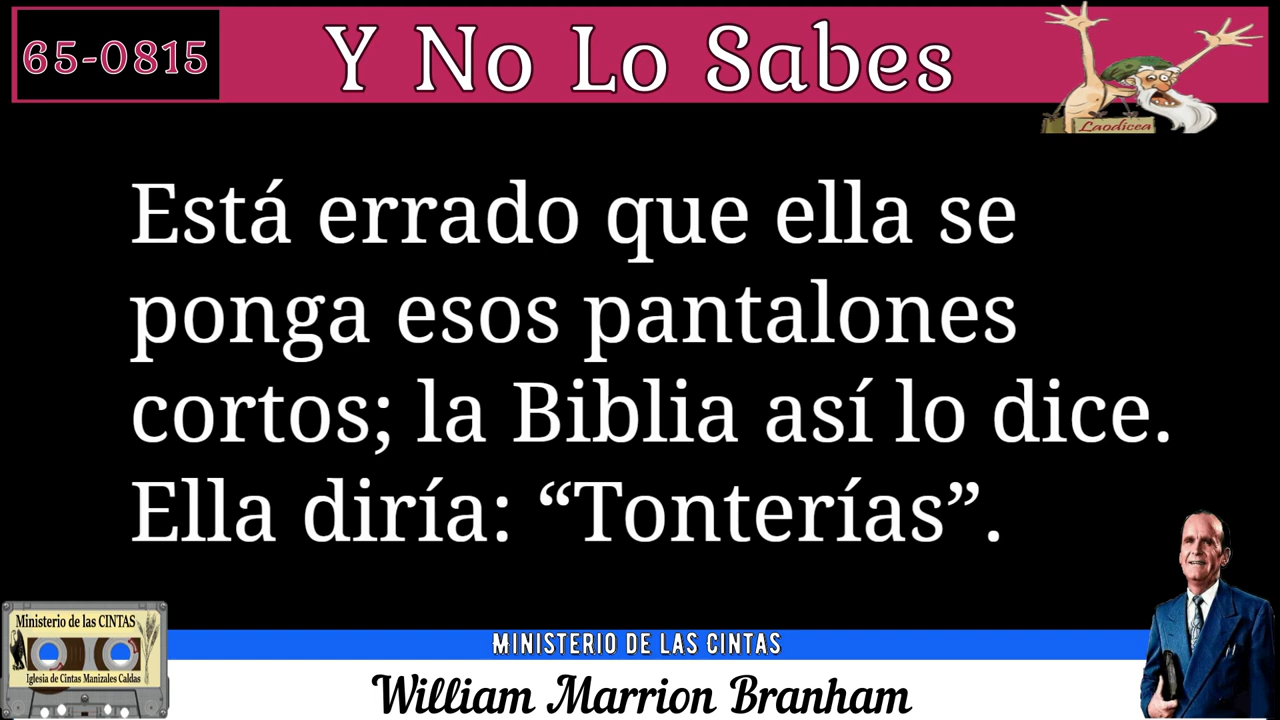 65-0815
Y No Lo Sabes
Laodicea
Está errado que ella se
ponga esos pantalones
cortos; la Biblia así lo dice.
Ella diría: “Tonterías”.
Ministerio de las CINTAS
Iglesia de Cintas Manizales Caldas
MINISTERIO DE LAS CINTAS
William Marrion Branham